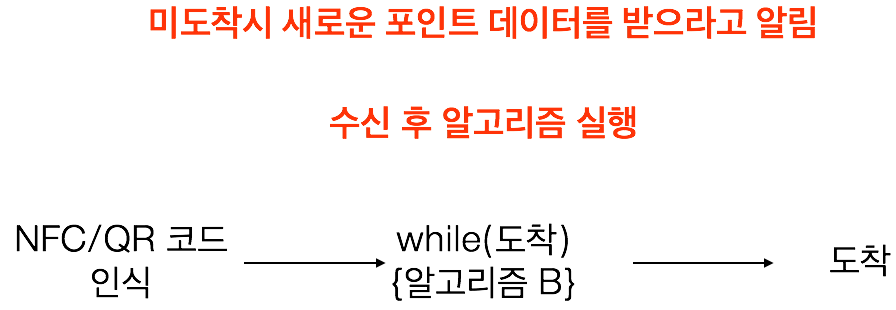 미도착시 새로운 포인트 데이터를 받으라고 알림
수신 후 알고리즘 실행
NFC/QR 코드
인식
while(도착)
{알고리즘 B}
도착